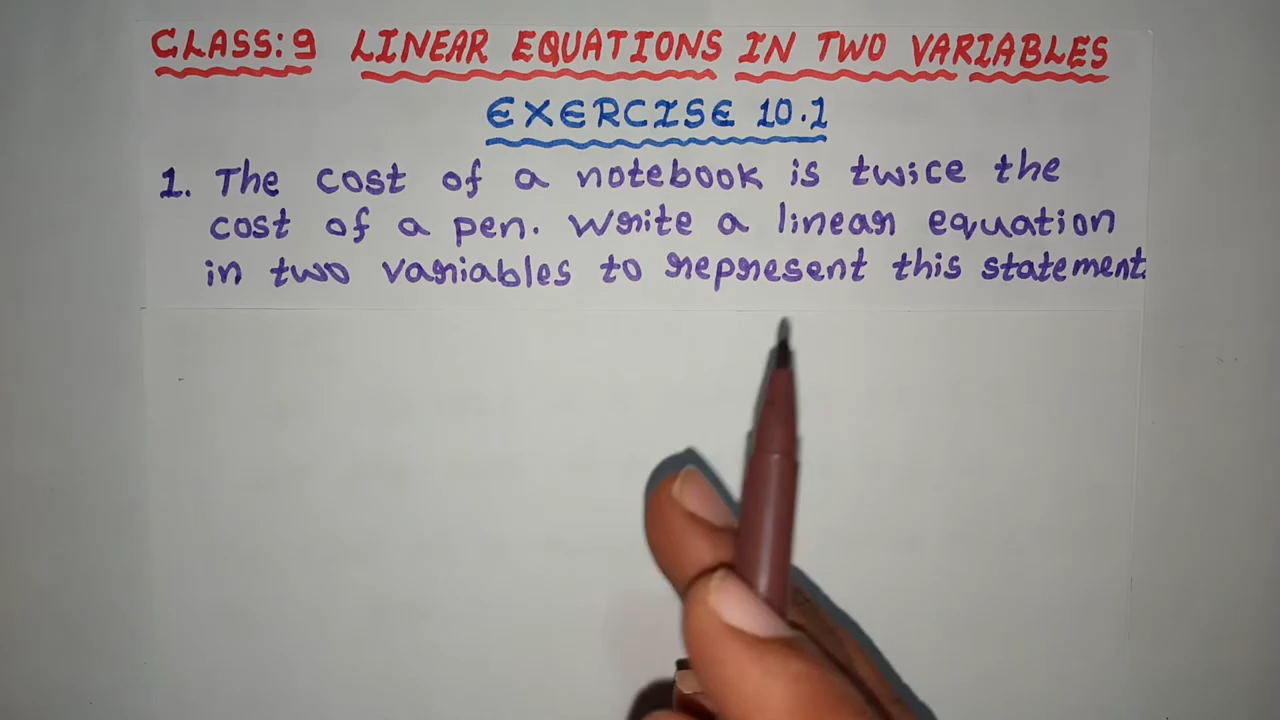 CLASS:9 LINEAR EQUATIONS IN TWO VARIABLES
EXERCISE 10.1
1. The cost of a notebook is twice the
cost of a pen. Write a linear equation
in two variables to represent this statement.